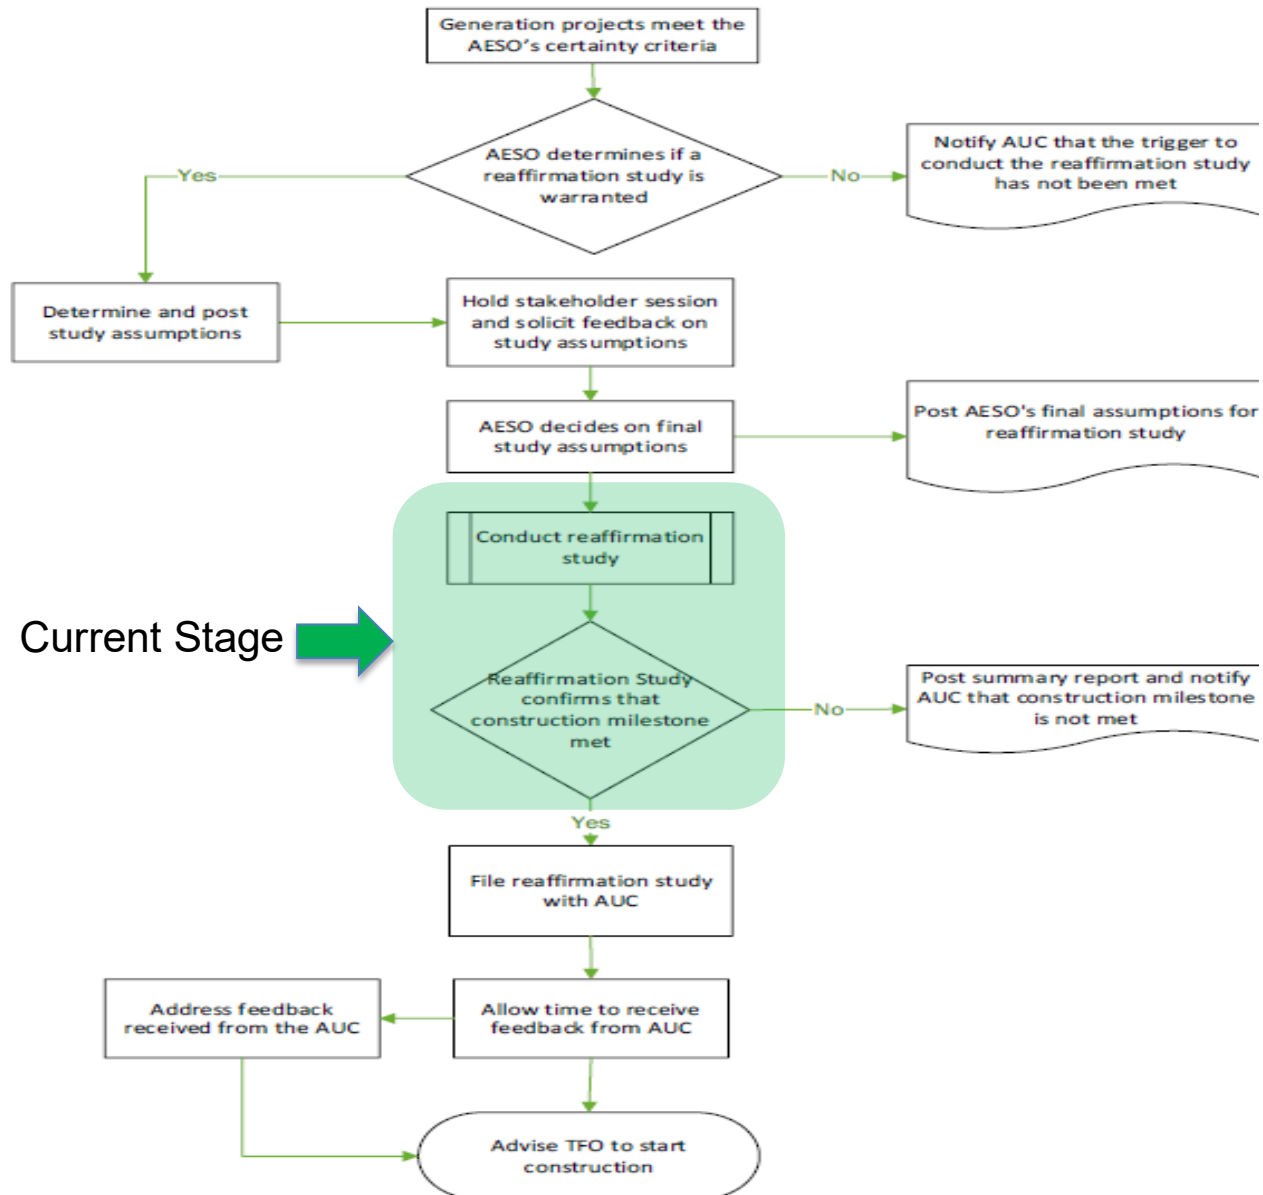 Generation projects meet the
AESO's certainty criteria
AESO determines if a
reaffirmation study is
warranted
Yes
No
Notify AUC that the trigger to
conduct the reaffirmation study
has not been met
Determine and post
study assumptions
Hold stakeholder session
and solicit feedback on
study assumptions
AESO decides on final
study assumptions
Post AESO's final assumptions for
reaffirmation study
Conduct reaffirmation
study
Current Stage
Reaffirmation Study
confirms that
construction milestone
met
No
Post summary report and notify
AUC that construction milestone
is not met
Yes
File reaffirmation study
with AUC
Address feedback
received from the AUC
Allow time to receive
feedback from AUC
Advise TFO to start
construction